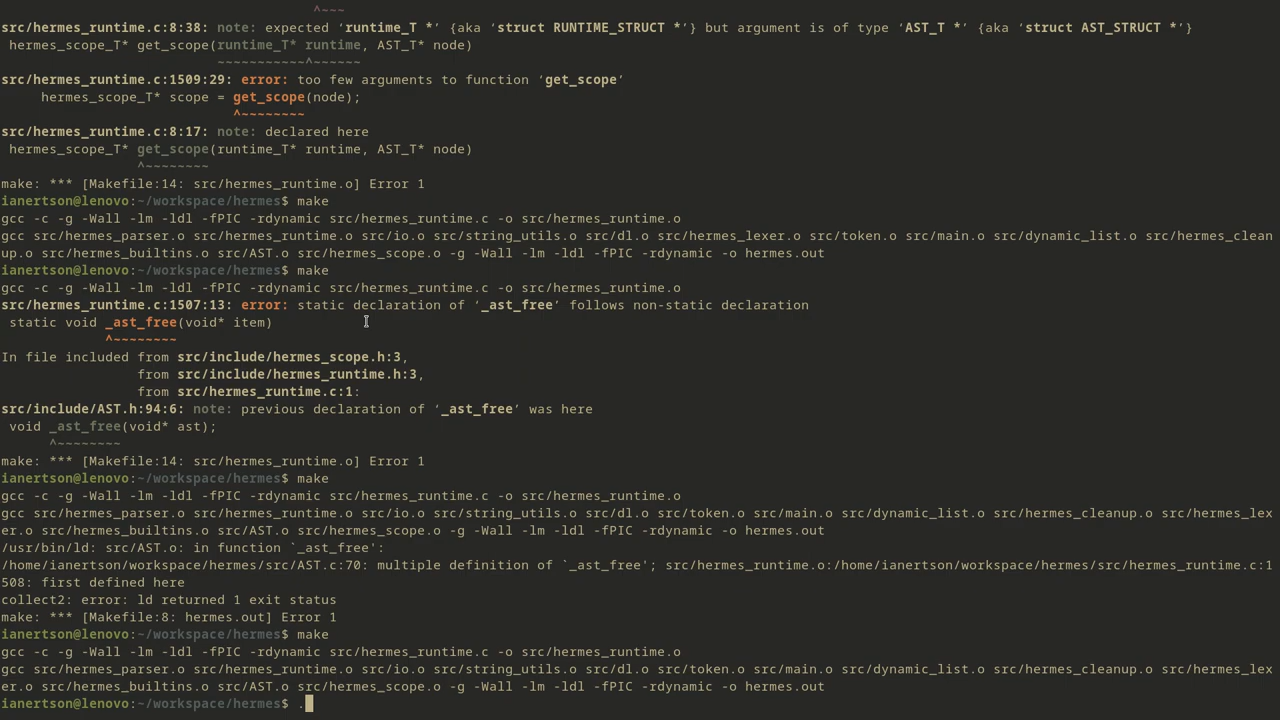 ^~~~
src/hermes_runtime.c:8:38: note: expected ‘runtime_T *’ {aka ‘struct RUNTIME_STRUCT *’} but argument is of type ‘AST_T *’ {aka ‘struct AST_STRUCT *’}
hermes_scope_T* get_scope(runtime_T* runtime, AST_T* node)
~~~~~~~~~~~^~~~~~~
src/hermes_runtime.c:1509:29: error: too few arguments to function ‘get_scope’
hermes_scope_T* scope = get_scope(node);
^~~~~~~~~
src/hermes_runtime.c:8:17: note: declared here
hermes_scope_T* get_scope(runtime_T* runtime, AST_T* node)
^~~~~~~~~
make: *** [Makefile:14: src/hermes_runtime.o] Error 1
ianertson@lenovo:~/workspace/hermes$ make
gcc -c -g -Wall -lm -ldl -fPIC -rdynamic src/hermes_runtime.c -o src/hermes_runtime.o
gcc src/hermes_parser.o src/hermes_runtime.o src/io.o src/string_utils.o src/dl.o src/hermes_lexer.o src/token.o src/main.o src/dynamic_list.o src/hermes_clean
up.o src/hermes_builtins.o src/AST.o src/hermes_scope.o -g -Wall -lm -ldl -fPIC -rdynamic -o hermes.out
ianertson@lenovo:~/workspace/hermes$ make
gcc -c -g -Wall -lm -ldl -fPIC -rdynamic src/hermes_runtime.c -o src/hermes_runtime.o
src/hermes_runtime.c:1507:13: error: static declaration of ‘_ast_free’ follows non-static declaration
static void _ast_free(void* item)
^~~~~~~~~
In file included from src/include/hermes_scope.h:3,
from src/include/hermes_runtime.h:3,
from src/hermes_runtime.c:1:
src/include/AST.h:94:6: note: previous declaration of ‘_ast_free’ was here
void _ast_free(void* ast);
^~~~~~~~~
make: *** [Makefile:14: src/hermes_runtime.o] Error 1
ianertson@lenovo:~/workspace/hermes$ make
gcc -c -g -Wall -lm -ldl -fPIC -rdynamic src/hermes_runtime.c -o src/hermes_runtime.o
gcc src/hermes_parser.o src/hermes_runtime.o src/io.o src/string_utils.o src/dl.o src/token.o src/main.o src/dynamic_list.o src/hermes_cleanup.o src/hermes_lex
er.o src/hermes_builtins.o src/AST.o src/hermes_scope.o -g -Wall -lm -ldl -fPIC -rdynamic -o hermes.out
/usr/bin/ld: src/AST.o: in function `_ast_free':
/home/ianertson/workspace/hermes/src/AST.c:70: multiple definition of `_ast_free'; src/hermes_runtime.o:/home/ianertson/workspace/hermes/src/hermes_runtime.c:1
508: first defined here
collect2: error: ld returned 1 exit status
make: *** [Makefile:8: hermes.out] Error 1
ianertson@lenovo:~/workspace/hermes$ make
gcc -c -g -Wall -lm -ldl -fPIC -rdynamic src/hermes_runtime.c -o src/hermes_runtime.o
gcc src/hermes_parser.o src/hermes_runtime.o src/io.o src/string_utils.o src/dl.o src/token.o src/main.o src/dynamic_list.o src/hermes_cleanup.o src/hermes_lex
er.o src/hermes_builtins.o src/AST.o src/hermes_scope.o -g -Wall -lm -ldl -fPIC -rdynamic -o hermes.out
ianertson@lenovo:~/workspace/hermes$ .